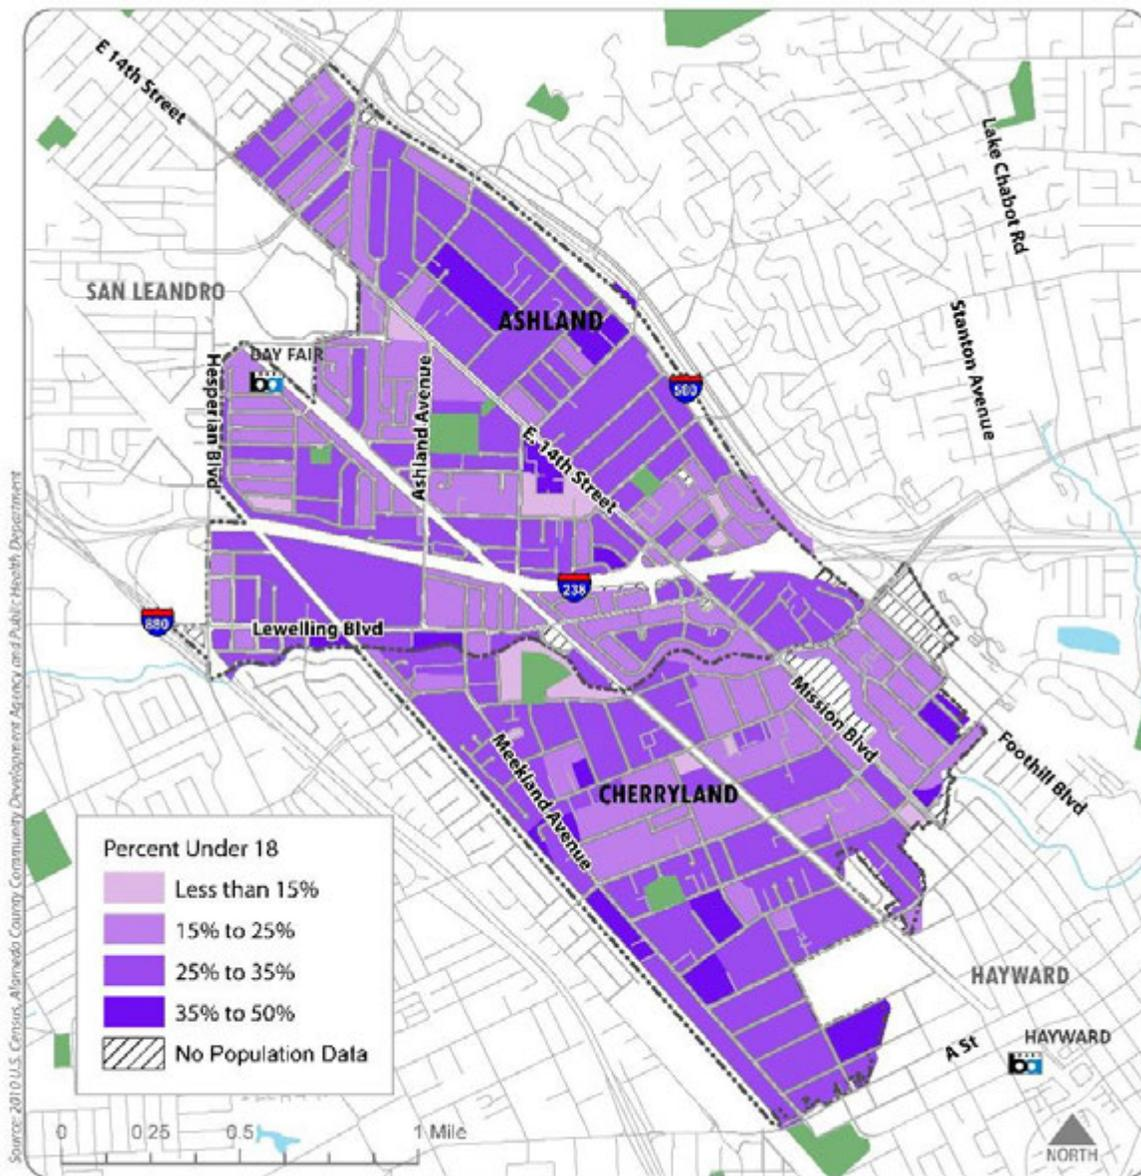 E 14th Street
Lake Chabot Rd
SAN LEANDRO
ASHLAND
Stanton Avenue
BAY FAIR
ba
Hesperian Blvd
Ashland Avenue
580
E. 14th Street
238
880
Lewelling Blvd
Mission Blvd
Foothill Blvd
Meekland Avenue
CHERRYLAND
Percent Under 18
Less than 15%
15% to 25%
25% to 35%
35% to 50%
No Population Data
HAYWARD
A St
HAYWARD
ba
0 0.25 0.5 1 Mile
NORTH
Source: 2010 U.S. Census, Alameda County Community Development Agency and Public Health Department